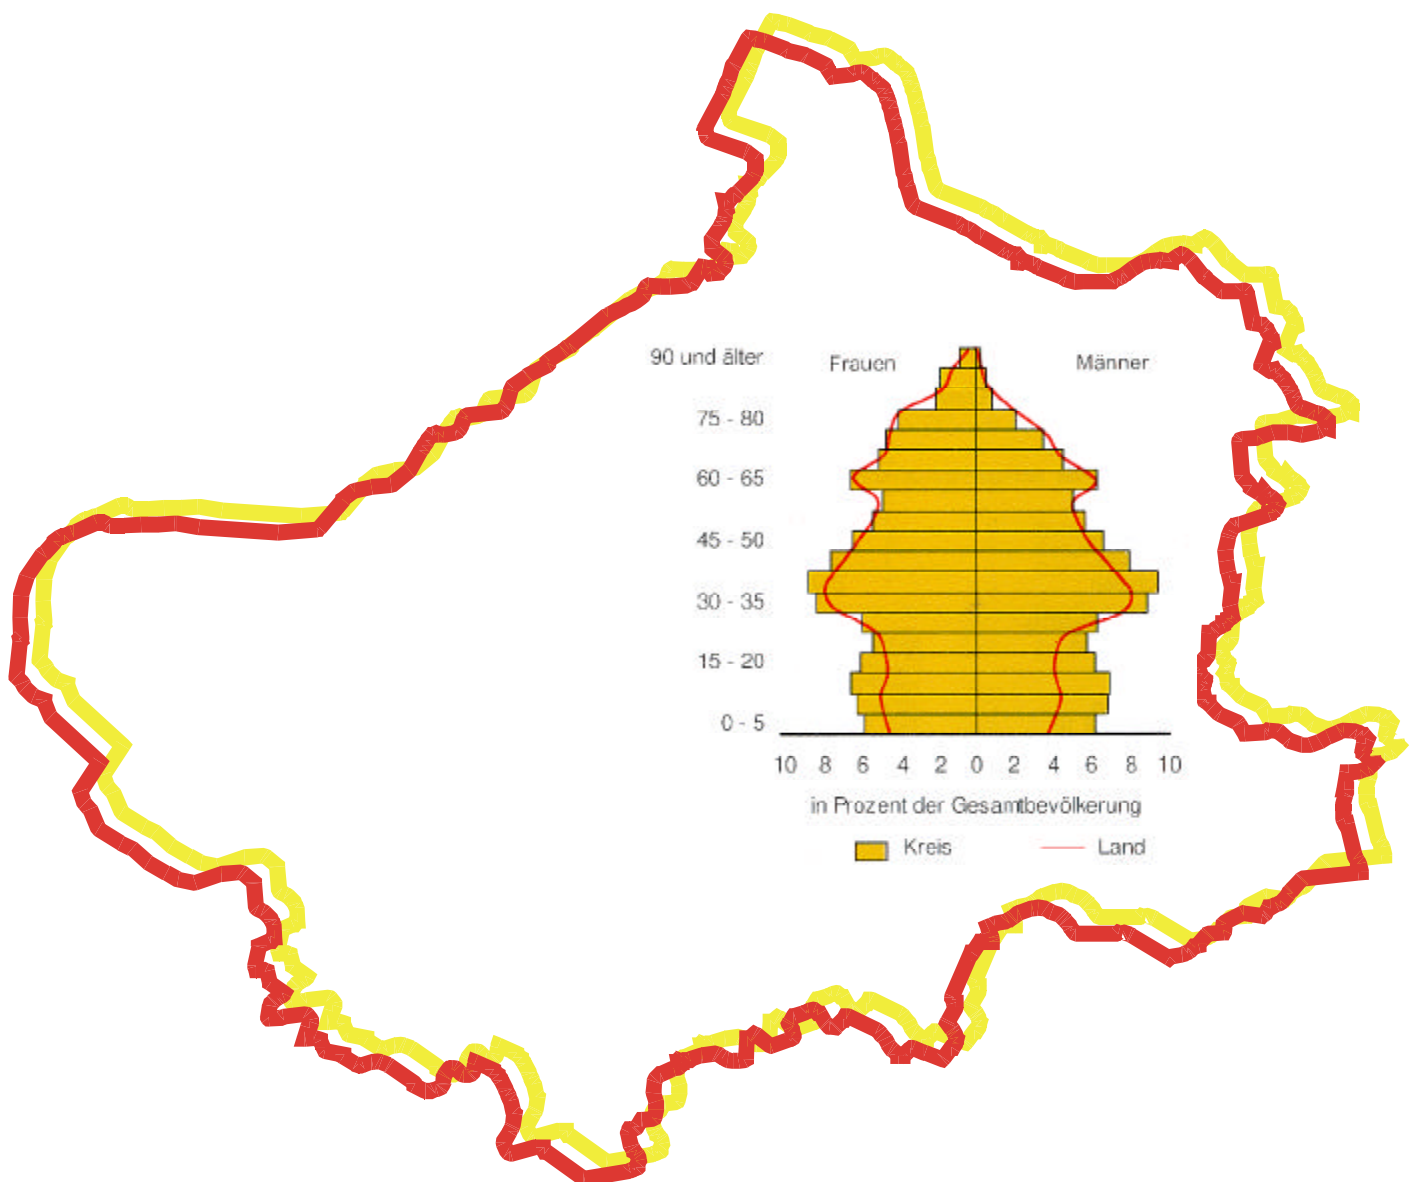 90 und älter Frauen Männer
75 - 80
60 - 65
45 - 50
30 - 35
15 - 20
0 - 5
10 8 6 4 2 0 2 4 6 8 10
in Prozent der Gesamtbevölkerung
Kreis Land